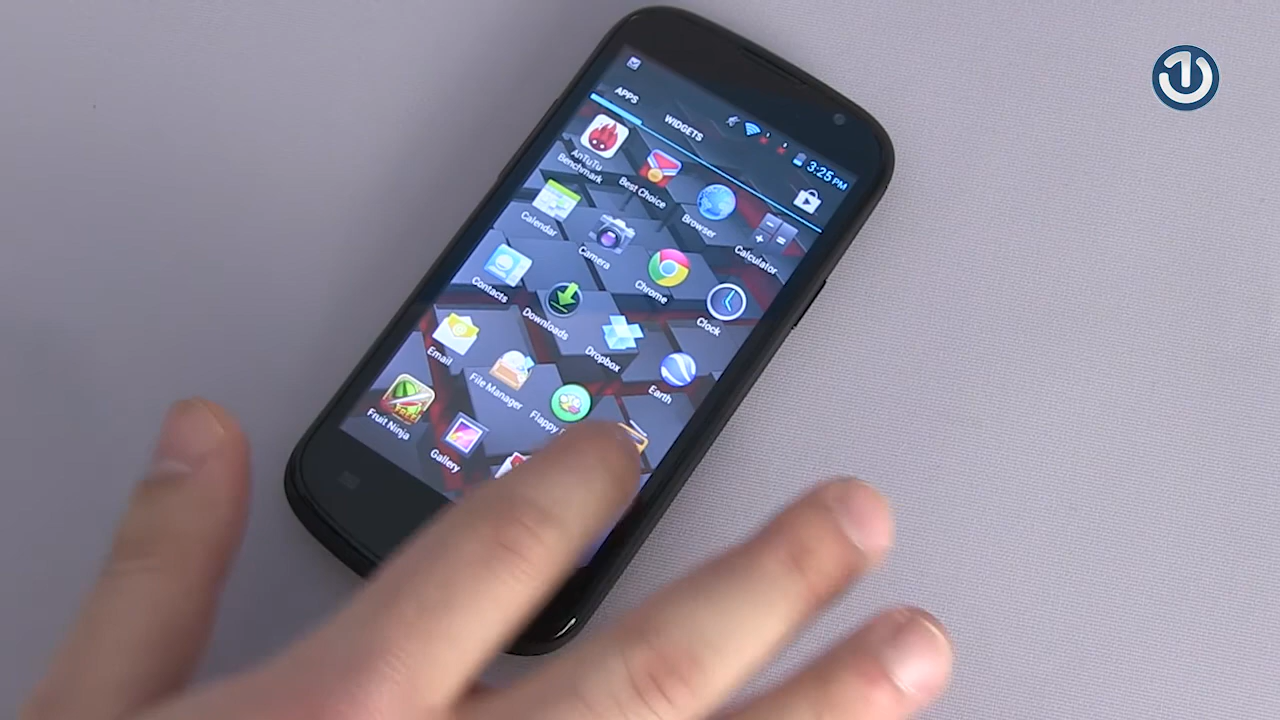 APPS
WIDGETS
3:25 PM
AnTuTu
Benchmark
Best Choice
Browser
Calculator
Calendar
Camera
Chrome
Clock
Contacts
Downloads
Dropbox
Earth
Email
File Manager
Flappy
Fruit Ninja
Gallery